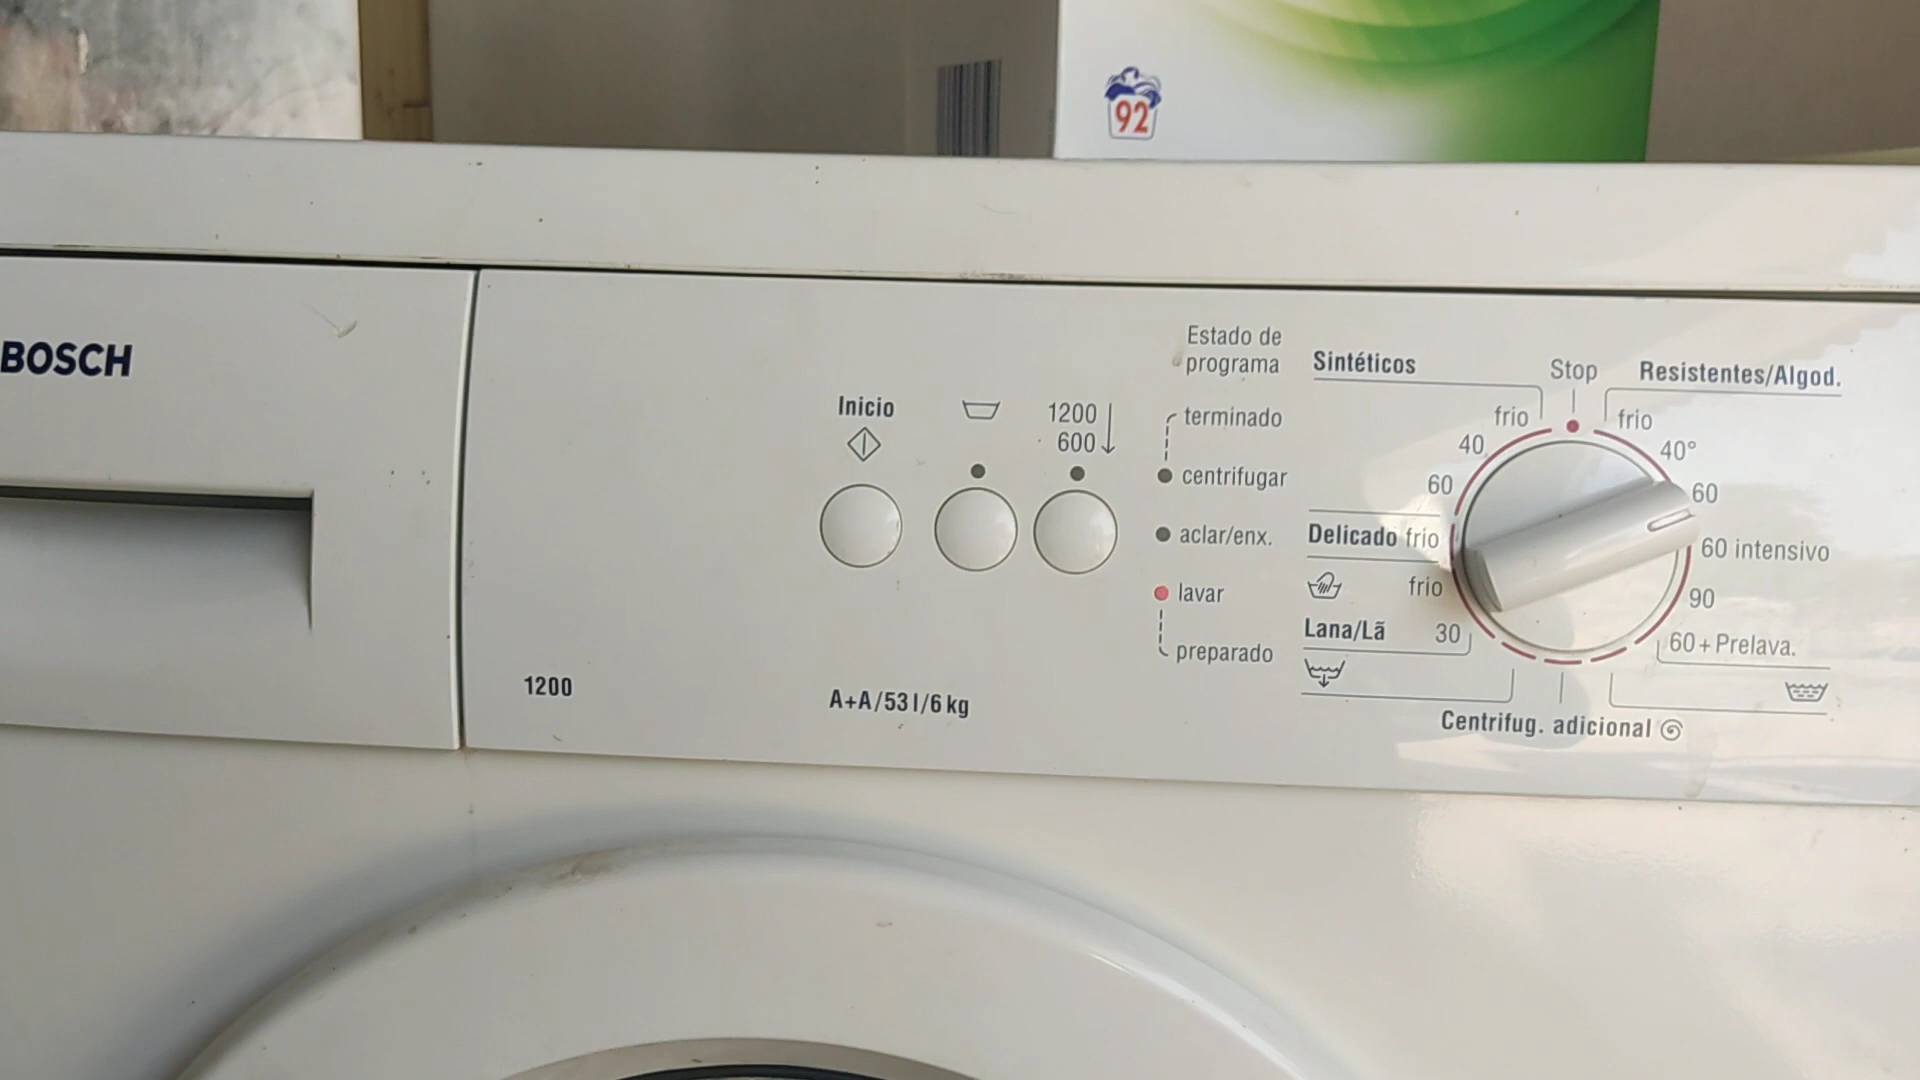 92
BOSCH
Inicio
1200
600
1200
A+A/53 l/6 kg
Estado de
programa
terminado
centrifugar
aclar/enx.
lavar
preparado
Sintéticos
Stop
Resistentes/Algod.
frio
frio
40
40°
60
60
Delicado frio
60 intensivo
frio
90
Lana/Lã 30
60+Prelava.
Centrifug. adicional